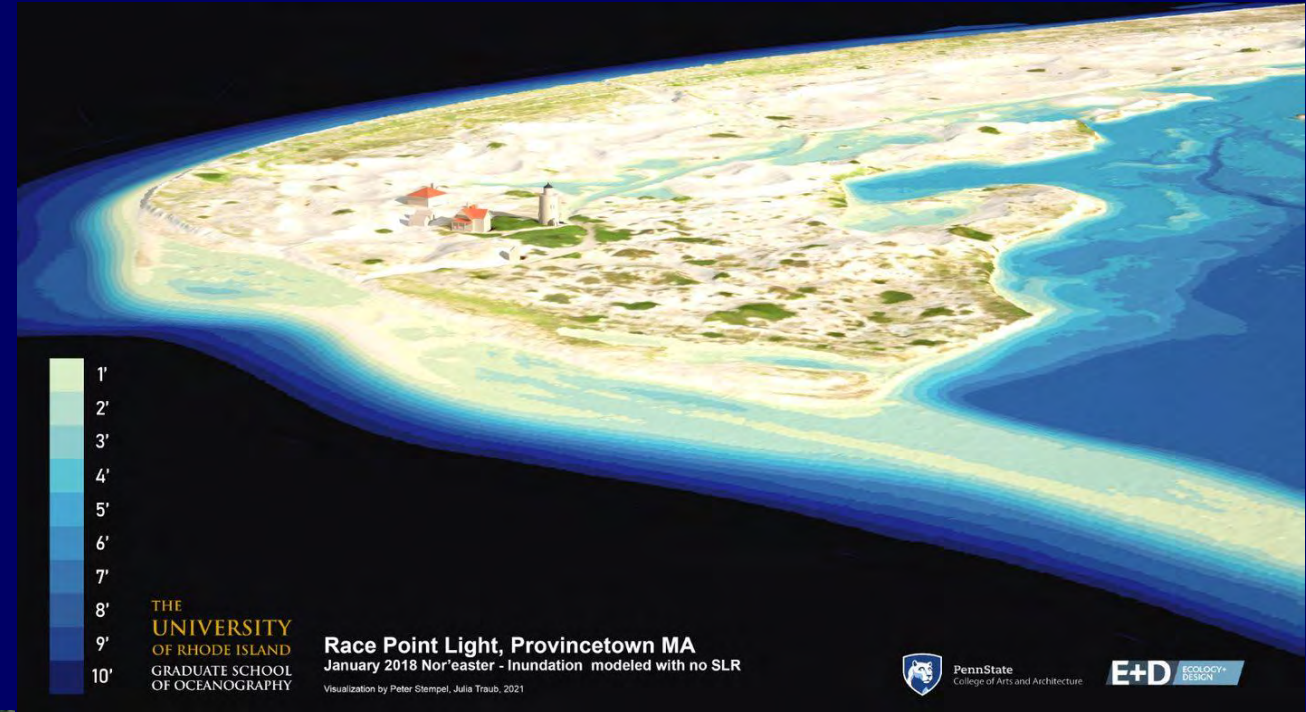 1'
2'
3'
4'
5'
6'
7'
8'
9'
10'
THE
UNIVERSITY
OF RHODE ISLAND
GRADUATE SCHOOL
OF OCEANOGRAPHY
Race Point Light, Provincetown MA
January 2018 Nor'easter - Inundation modeled with no SLR
Visualization by Peter Stempel, Julia Traub, 2021
PennState
College of Arts and Architecture
E+D
ECOLOGY+
DESIGN